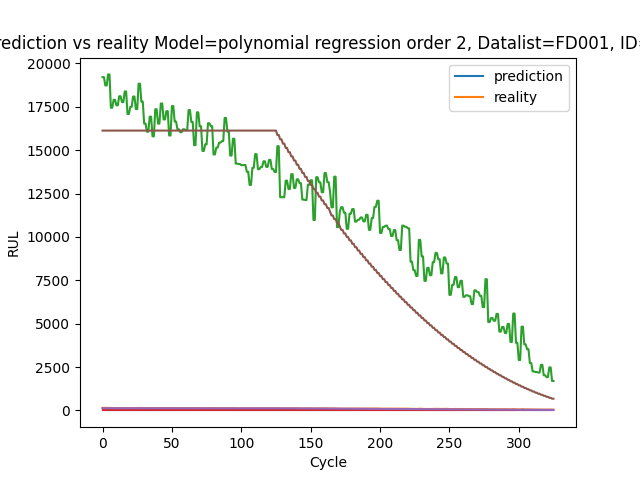 rediction vs reality Model=polynomial regression order 2, Datalist=FD001, ID=
prediction
reality
RUL
20000
17500
15000
12500
10000
7500
5000
2500
0
0 50 100 150 200 250 300
Cycle